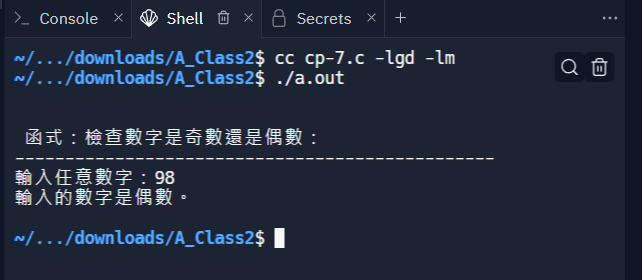 Console × Shell × Secrets × + ...
~/.../downloads/A_Class2$ cc cp-7.c -lgd -lm
~/.../downloads/A_Class2$ ./a.out
函式：檢查數字是奇數還是偶數：
------------------------------------------------
輸入任意數字：98
輸入的數字是偶數。
~/.../downloads/A_Class2$